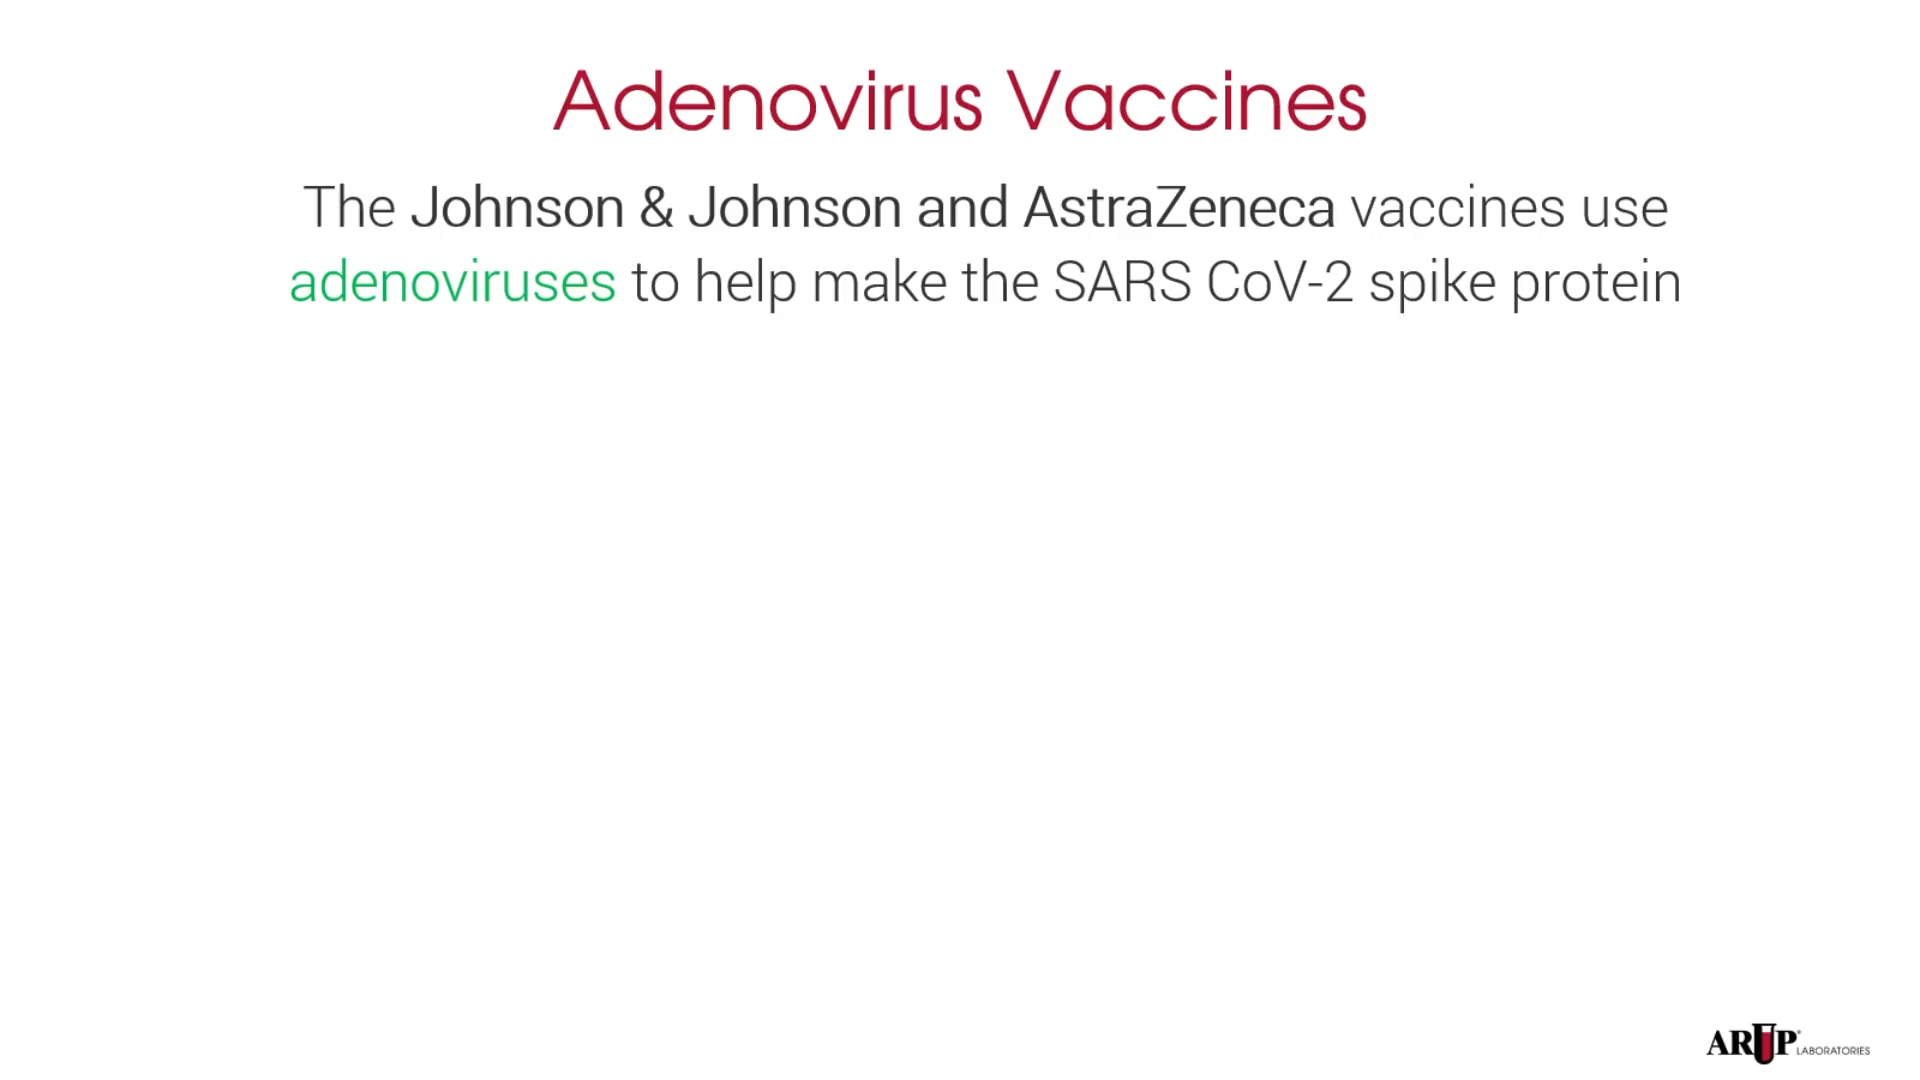 Adenovirus Vaccines
The Johnson & Johnson and AstraZeneca vaccines use
adenoviruses to help make the SARS CoV-2 spike protein
ARUP® LABORATORIES